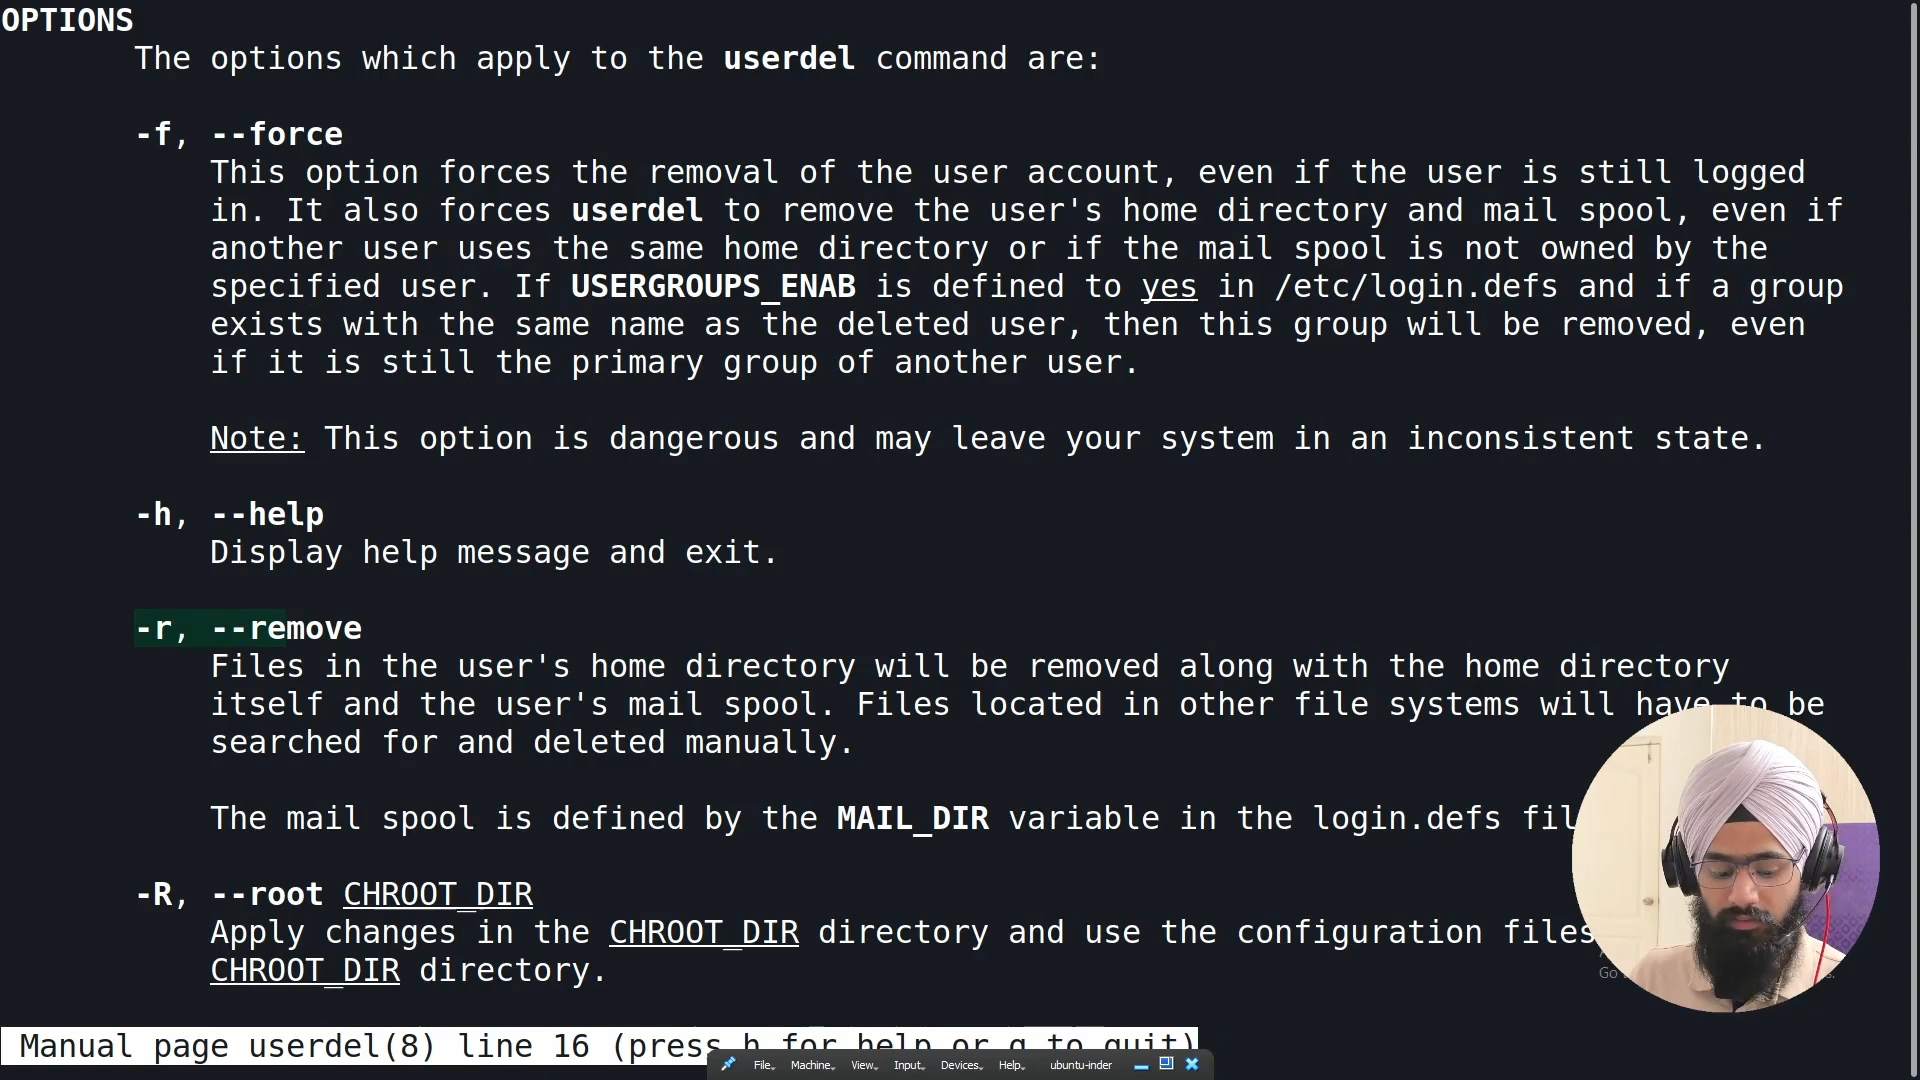 OPTIONS
The options which apply to the userdel command are:
-f, --force
This option forces the removal of the user account, even if the user is still logged
in. It also forces userdel to remove the user's home directory and mail spool, even if
another user uses the same home directory or if the mail spool is not owned by the
specified user. If USERGROUPS_ENAB is defined to yes in /etc/login.defs and if a group
exists with the same name as the deleted user, then this group will be removed, even
if it is still the primary group of another user.
Note: This option is dangerous and may leave your system in an inconsistent state.
-h, --help
Display help message and exit.
-r, --remove
Files in the user's home directory will be removed along with the home directory
itself and the user's mail spool. Files located in other file systems will have to be
searched for and deleted manually.
The mail spool is defined by the MAIL_DIR variable in the login.defs fil
-R, --root CHROOT_DIR
Apply changes in the CHROOT_DIR directory and use the configuration files
CHROOT_DIR directory.
Go
Manual page userdel(8) line 16 (press h for help or q to quit)
File Machine View Input Devices Help ubuntu-inder